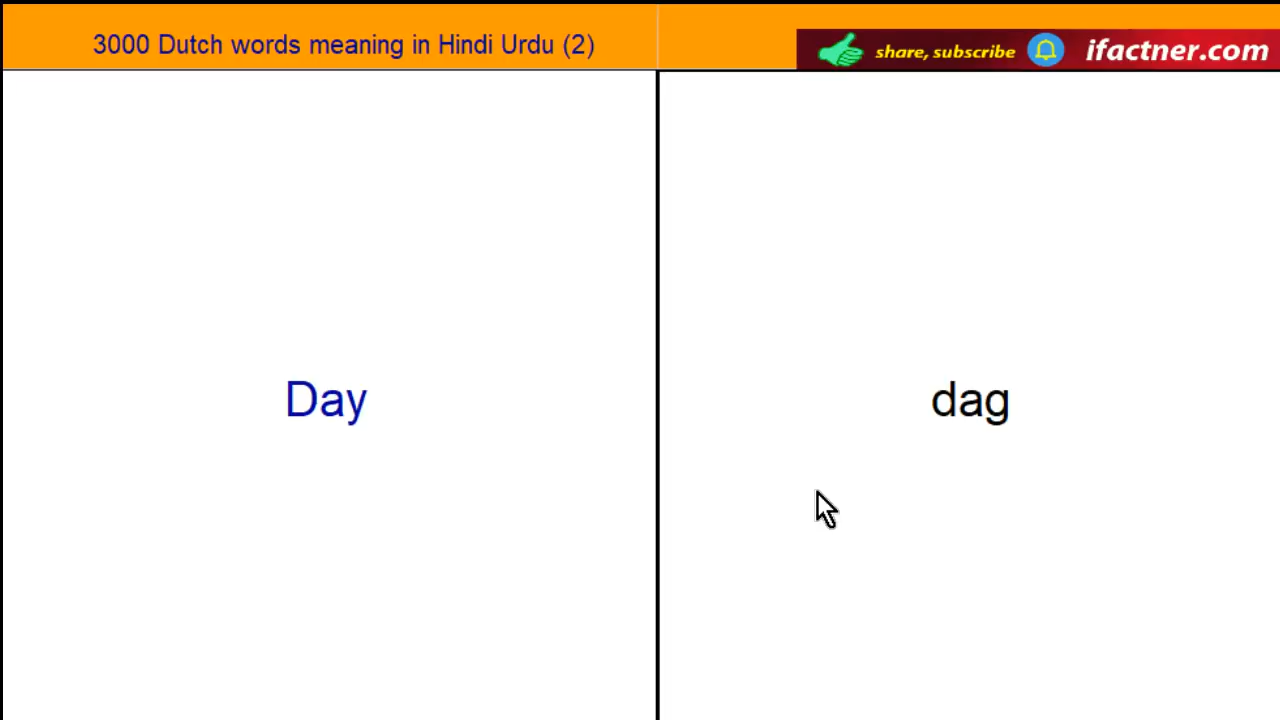 3000 Dutch words meaning in Hindi Urdu (2)
share, subscribe
ifactner.com
Day
dag